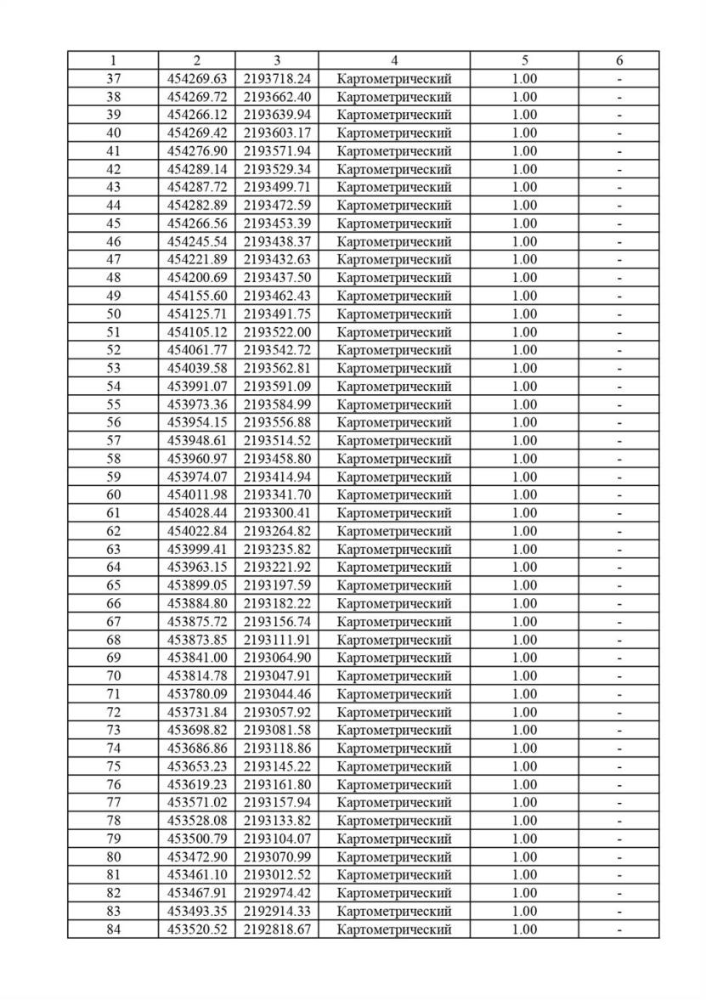 1 2 3 4 5 6
37 454269.63 2193718.24 Картометрический 1.00 -
38 454269.72 2193662.40 Картометрический 1.00 -
39 454266.12 2193639.94 Картометрический 1.00 -
40 454269.42 2193603.17 Картометрический 1.00 -
41 454276.90 2193571.94 Картометрический 1.00 -
42 454289.14 2193529.34 Картометрический 1.00 -
43 454287.72 2193499.71 Картометрический 1.00 -
44 454282.89 2193472.59 Картометрический 1.00 -
45 454266.56 2193453.39 Картометрический 1.00 -
46 454245.54 2193438.37 Картометрический 1.00 -
47 454221.89 2193432.63 Картометрический 1.00 -
48 454200.69 2193437.50 Картометрический 1.00 -
49 454155.60 2193462.43 Картометрический 1.00 -
50 454125.71 2193491.75 Картометрический 1.00 -
51 454105.12 2193522.00 Картометрический 1.00 -
52 454061.77 2193542.72 Картометрический 1.00 -
53 454039.58 2193562.81 Картометрический 1.00 -
54 453991.07 2193591.09 Картометрический 1.00 -
55 453973.36 2193584.99 Картометрический 1.00 -
56 453954.15 2193556.88 Картометрический 1.00 -
57 453948.61 2193514.52 Картометрический 1.00 -
58 453960.97 2193458.80 Картометрический 1.00 -
59 453974.07 2193414.94 Картометрический 1.00 -
60 454011.98 2193341.70 Картометрический 1.00 -
61 454028.44 2193300.41 Картометрический 1.00 -
62 454022.84 2193264.82 Картометрический 1.00 -
63 453999.41 2193235.82 Картометрический 1.00 -
64 453963.15 2193221.92 Картометрический 1.00 -
65 453899.05 2193197.59 Картометрический 1.00 -
66 453884.80 2193182.22 Картометрический 1.00 -
67 453875.72 2193156.74 Картометрический 1.00 -
68 453873.85 2193111.91 Картометрический 1.00 -
69 453841.00 2193064.90 Картометрический 1.00 -
70 453814.78 2193047.91 Картометрический 1.00 -
71 453780.09 2193044.46 Картометрический 1.00 -
72 453731.84 2193057.92 Картометрический 1.00 -
73 453698.82 2193081.58 Картометрический 1.00 -
74 453686.86 2193118.86 Картометрический 1.00 -
75 453653.23 2193145.22 Картометрический 1.00 -
76 453619.23 2193161.80 Картометрический 1.00 -
77 453571.02 2193157.94 Картометрический 1.00 -
78 453528.08 2193133.82 Картометрический 1.00 -
79 453500.79 2193104.07 Картометрический 1.00 -
80 453472.90 2193070.99 Картометрический 1.00 -
81 453461.10 2193012.52 Картометрический 1.00 -
82 453467.91 2192974.42 Картометрический 1.00 -
83 453493.35 2192914.33 Картометрический 1.00 -
84 453520.52 2192818.67 Картометрический 1.00 -